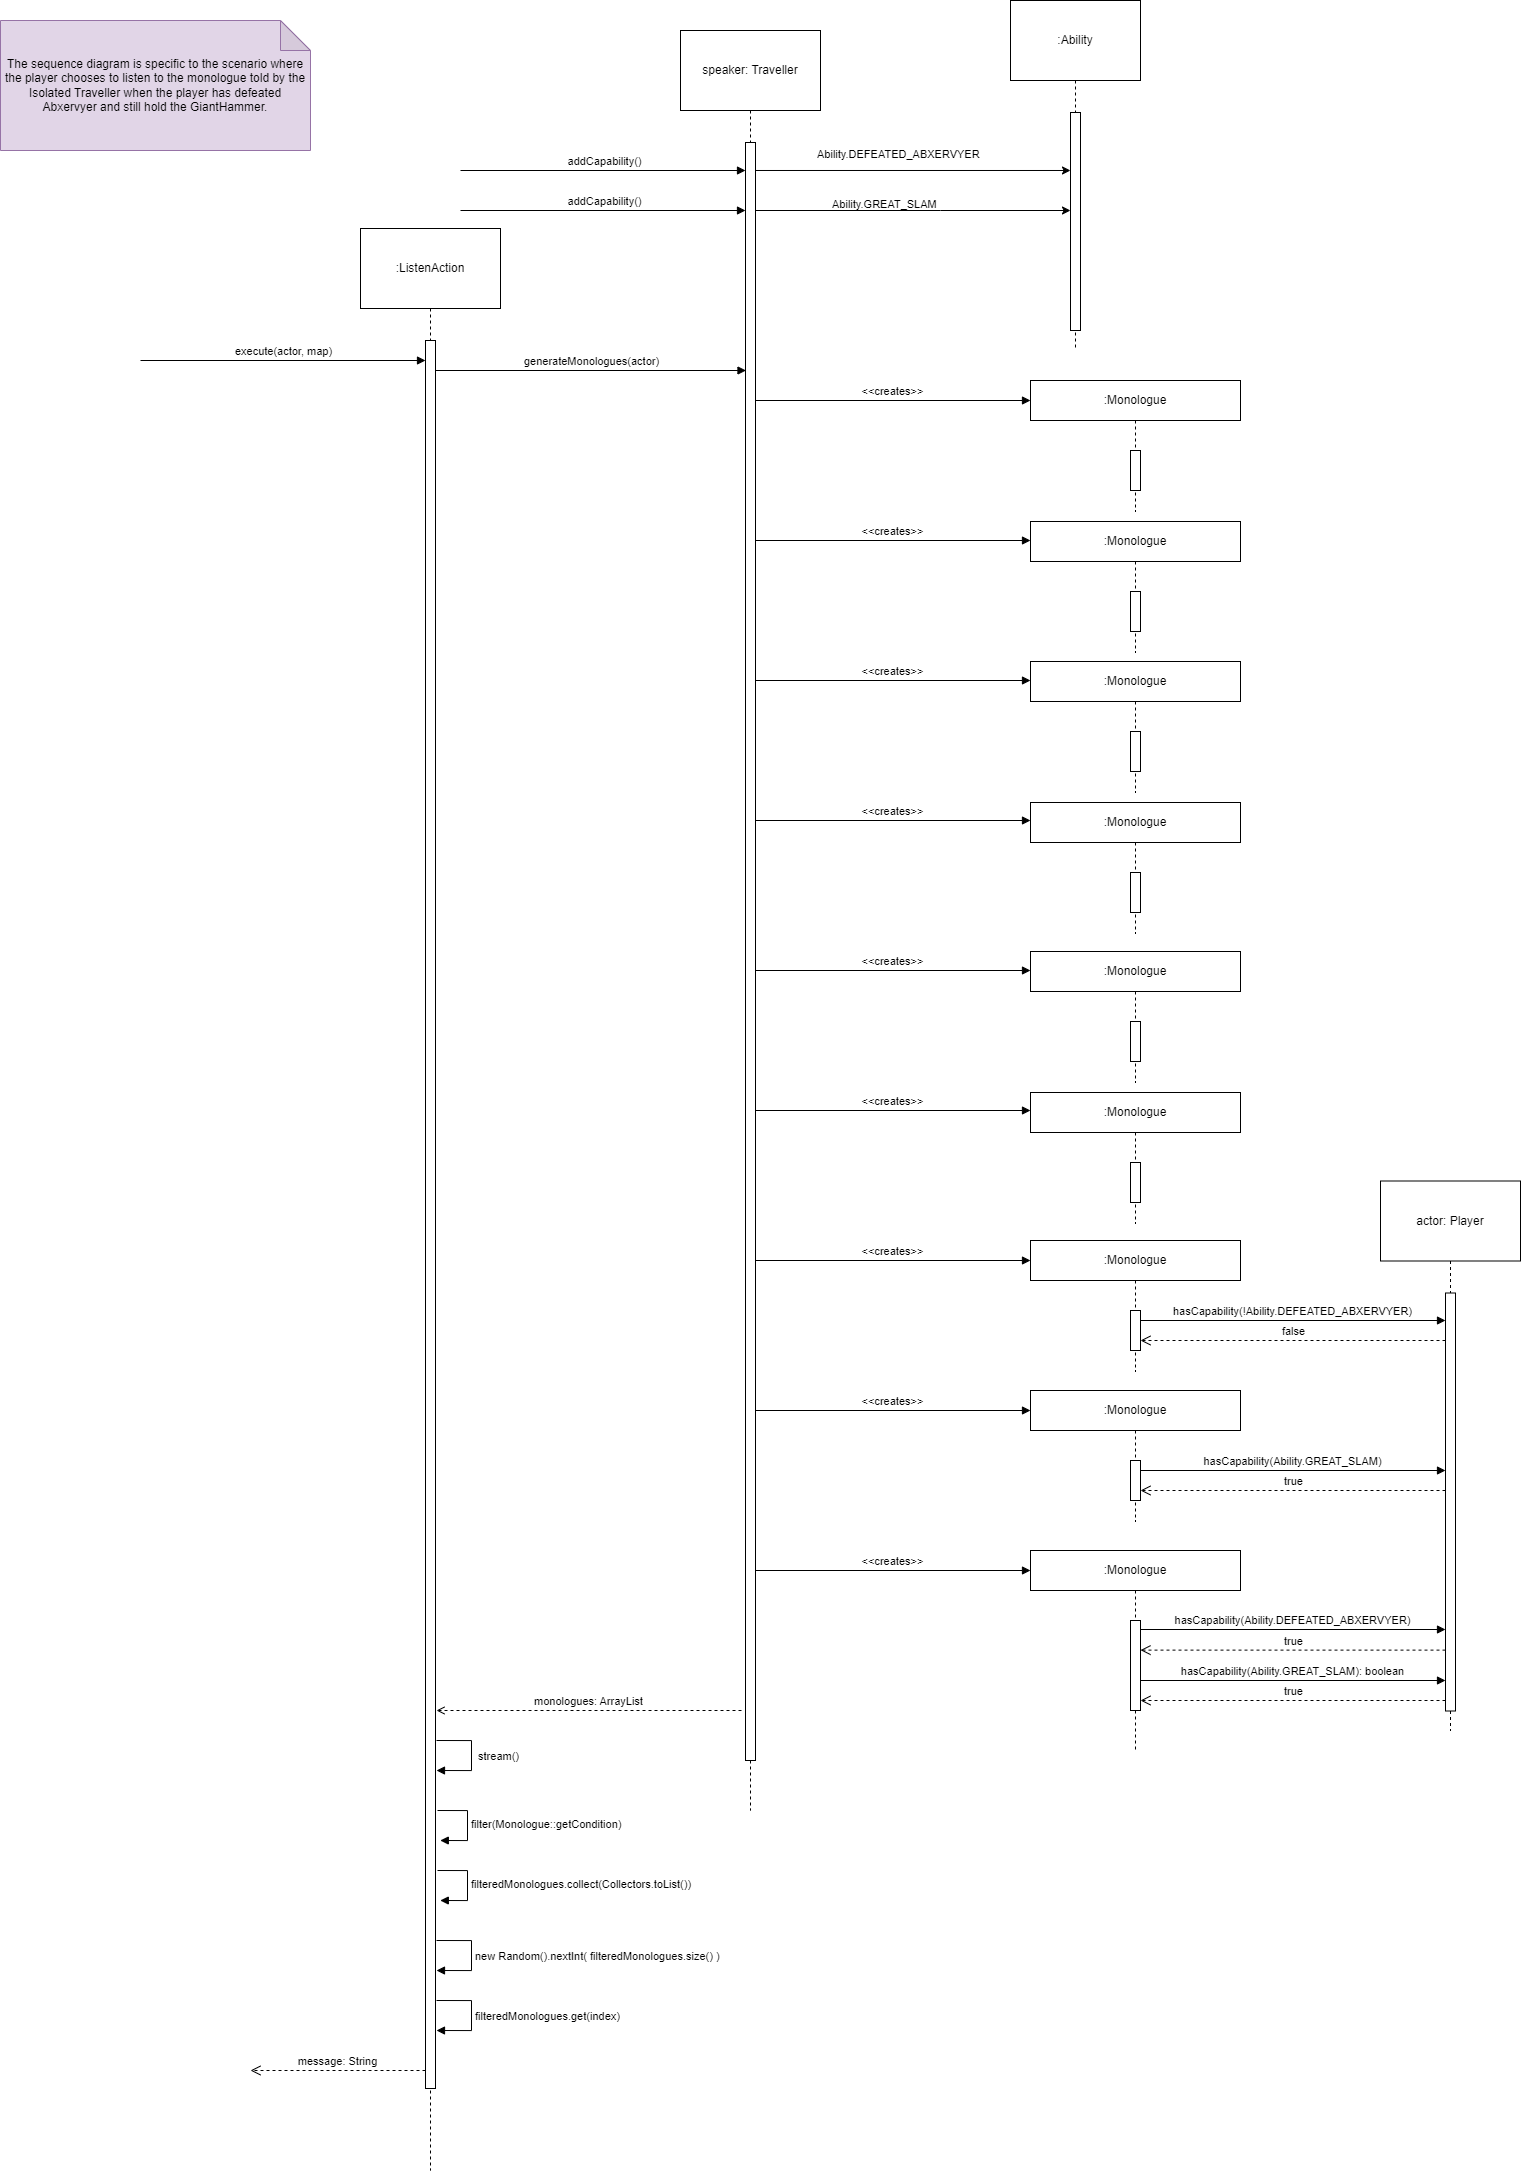 The sequence diagram is specific to the scenario where
the player chooses to listen to the monologue told by the
Isolated Traveller when the player has defeated
Abxervyer and still hold the GiantHammer.
:Ability
speaker: Traveller
addCapability()
Ability.DEFEATED_ABXERVYER
addCapability()
Ability.GREAT_SLAM
:ListenAction
execute(actor, map)
generateMonologues(actor)
<<creates>>
:Monologue
<<creates>>
:Monologue
<<creates>>
:Monologue
<<creates>>
:Monologue
<<creates>>
:Monologue
<<creates>>
:Monologue
actor: Player
<<creates>>
:Monologue
hasCapability(!Ability.DEFEATED_ABXERVYER)
false
<<creates>>
:Monologue
hasCapability(Ability.GREAT_SLAM)
true
<<creates>>
:Monologue
hasCapability(Ability.DEFEATED_ABXERVYER)
true
hasCapability(Ability.GREAT_SLAM): boolean
true
monologues: ArrayList
stream()
filter(Monologue::getCondition)
filteredMonologues.collect(Collectors.toList())
new Random().nextInt( filteredMonologues.size() )
filteredMonologues.get(index)
message: String